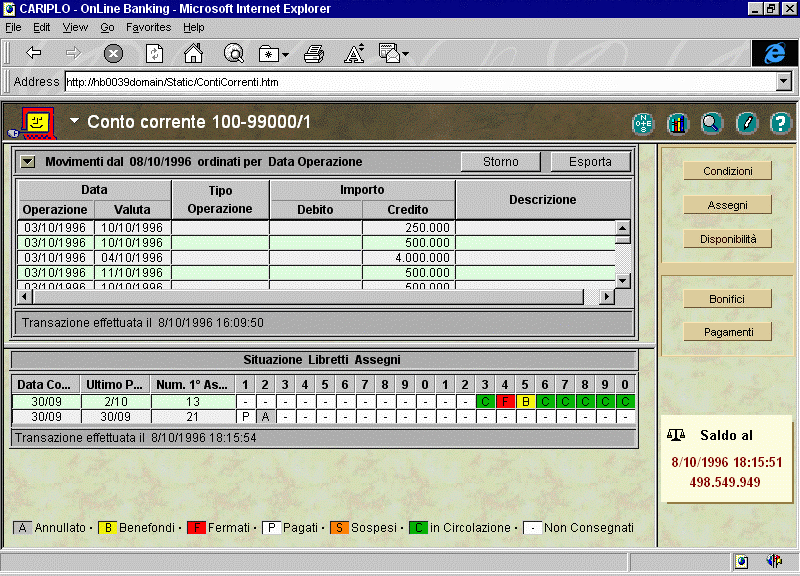 CARIPLO - OnLine Banking - Microsoft Internet Explorer
File Edit View Go Favorites Help
Address http://hb0039domain/Static/ContiCorrenti.htm
Conto corrente 100-99000/1
Movimenti dal 08/10/1996 ordinati per Data Operazione Storno Esporta
Data Tipo Operazione Importo Descrizione
Operazione Valuta Debito Credito
03/10/1996 10/10/1996 250.000
03/10/1996 10/10/1996 500.000
03/10/1996 04/10/1996 4.000.000
03/10/1996 11/10/1996 500.000
03/10/1996 10/10/1996 500.000
Transazione effettuata il 8/10/1996 16:09:50
Condizioni
Assegni
Disponibilità
Bonifici
Pagamenti
Situazione Libretti Assegni
Data Co... Ultimo P... Num. 1° As... 1 2 3 4 5 6 7 8 9 0 1 2 3 4 5 6 7 8 9 0
30/09 2/10 13 - - - - - - - - - - - - C F B C C C C C
30/09 30/09 21 P A - - - - - - - - - - - - - - - - - -
Transazione effettuata il 8/10/1996 18:15:54
Saldo al
8/10/1996 18:15:51
498.549.949
A Annullato - B Benefondi - F Fermati - P Pagati - S Sospesi - C in Circolazione - - Non Consegnati